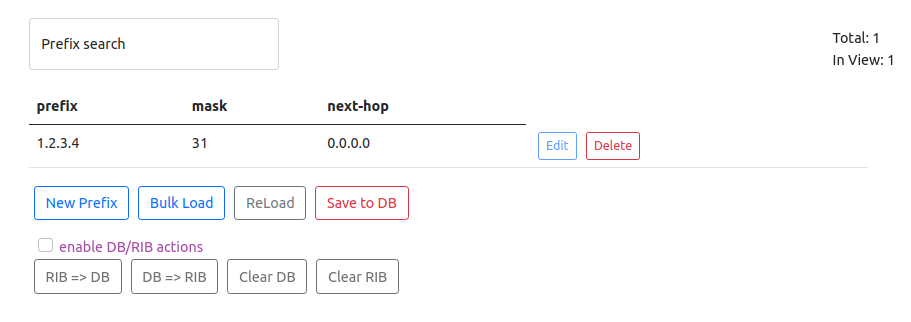 Prefix search
Total: 1
In View: 1
prefix mask next-hop
1.2.3.4 31 0.0.0.0 Edit Delete
New Prefix Bulk Load ReLoad Save to DB
enable DB/RIB actions
RIB => DB DB => RIB Clear DB Clear RIB